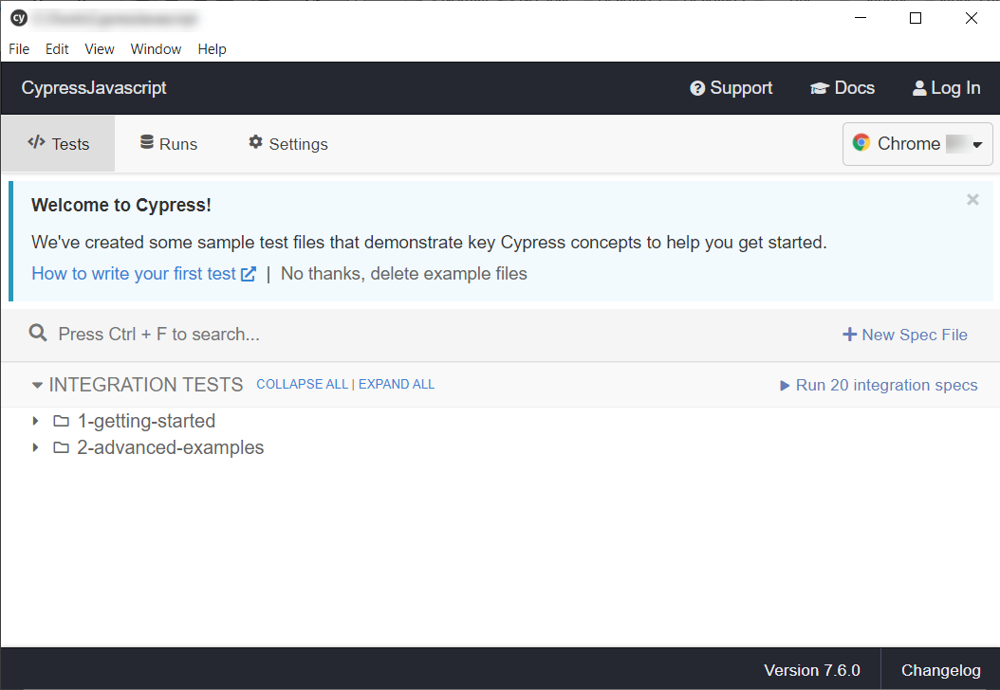 cy
File Edit View Window Help
CypressJavascript Support Docs Log In
Tests Runs Settings Chrome
Welcome to Cypress!
We've created some sample test files that demonstrate key Cypress concepts to help you get started.
How to write your first test | No thanks, delete example files
Press Ctrl + F to search... New Spec File
INTEGRATION TESTS COLLAPSE ALL | EXPAND ALL Run 20 integration specs
1-getting-started
2-advanced-examples
Version 7.6.0 Changelog